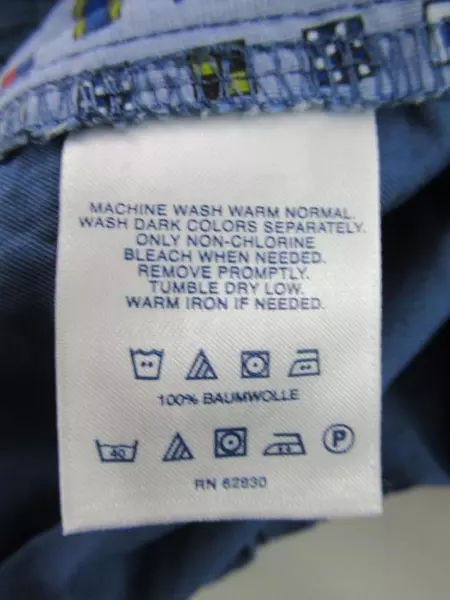 MACHINE WASH WARM NORMAL.
WASH DARK COLORS SEPARATELY.
ONLY NON-CHLORINE
BLEACH WHEN NEEDED.
REMOVE PROMPTLY.
TUMBLE DRY LOW.
WARM IRON IF NEEDED.
100% BAUMWOLLE
40 P
RN 62830